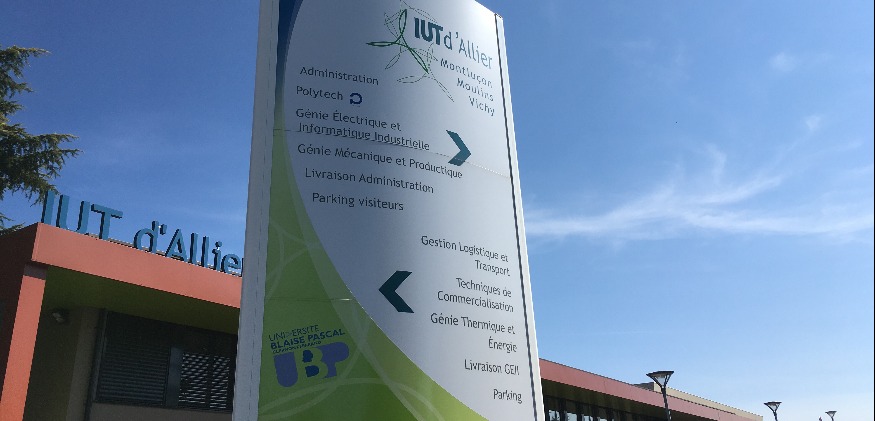 IUT d'Allier
Montluçon
Moulins
Vichy
Administration
Polytech
Génie Électrique et
Informatique Industrielle
Génie Mécanique et Productique
Livraison Administration
Parking visiteurs
Gestion Logistique et
Transport
Techniques de
Commercialisation
Génie Thermique et
Énergie
Livraison GEII
Parking
IUT d'Allier
UNIVERSITÉ
BLAISE PASCAL
UBP